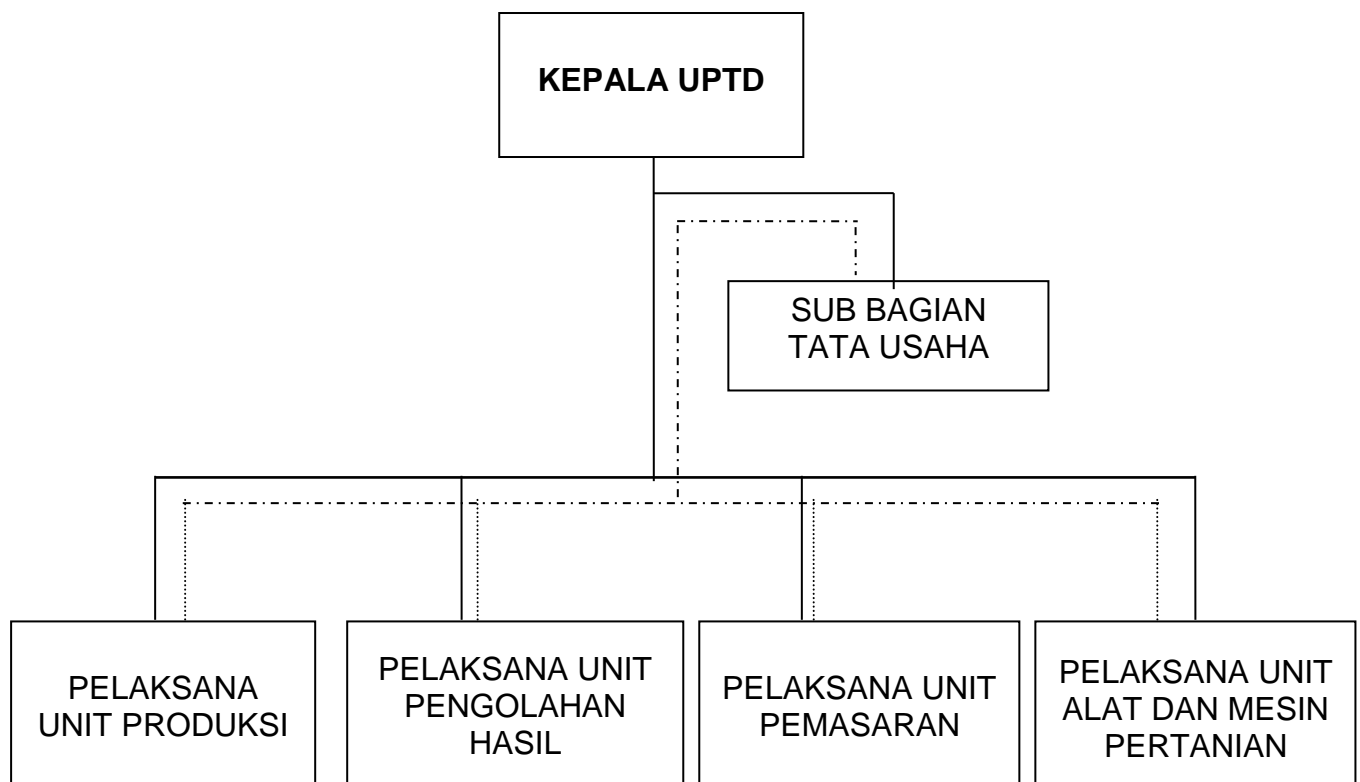 KEPALA UPTD
SUB BAGIAN
TATA USAHA
PELAKSANA
UNIT PRODUKSI
PELAKSANA UNIT
PENGOLAHAN
HASIL
PELAKSANA UNIT
PEMASARAN
PELAKSANA UNIT
ALAT DAN MESIN
PERTANIAN